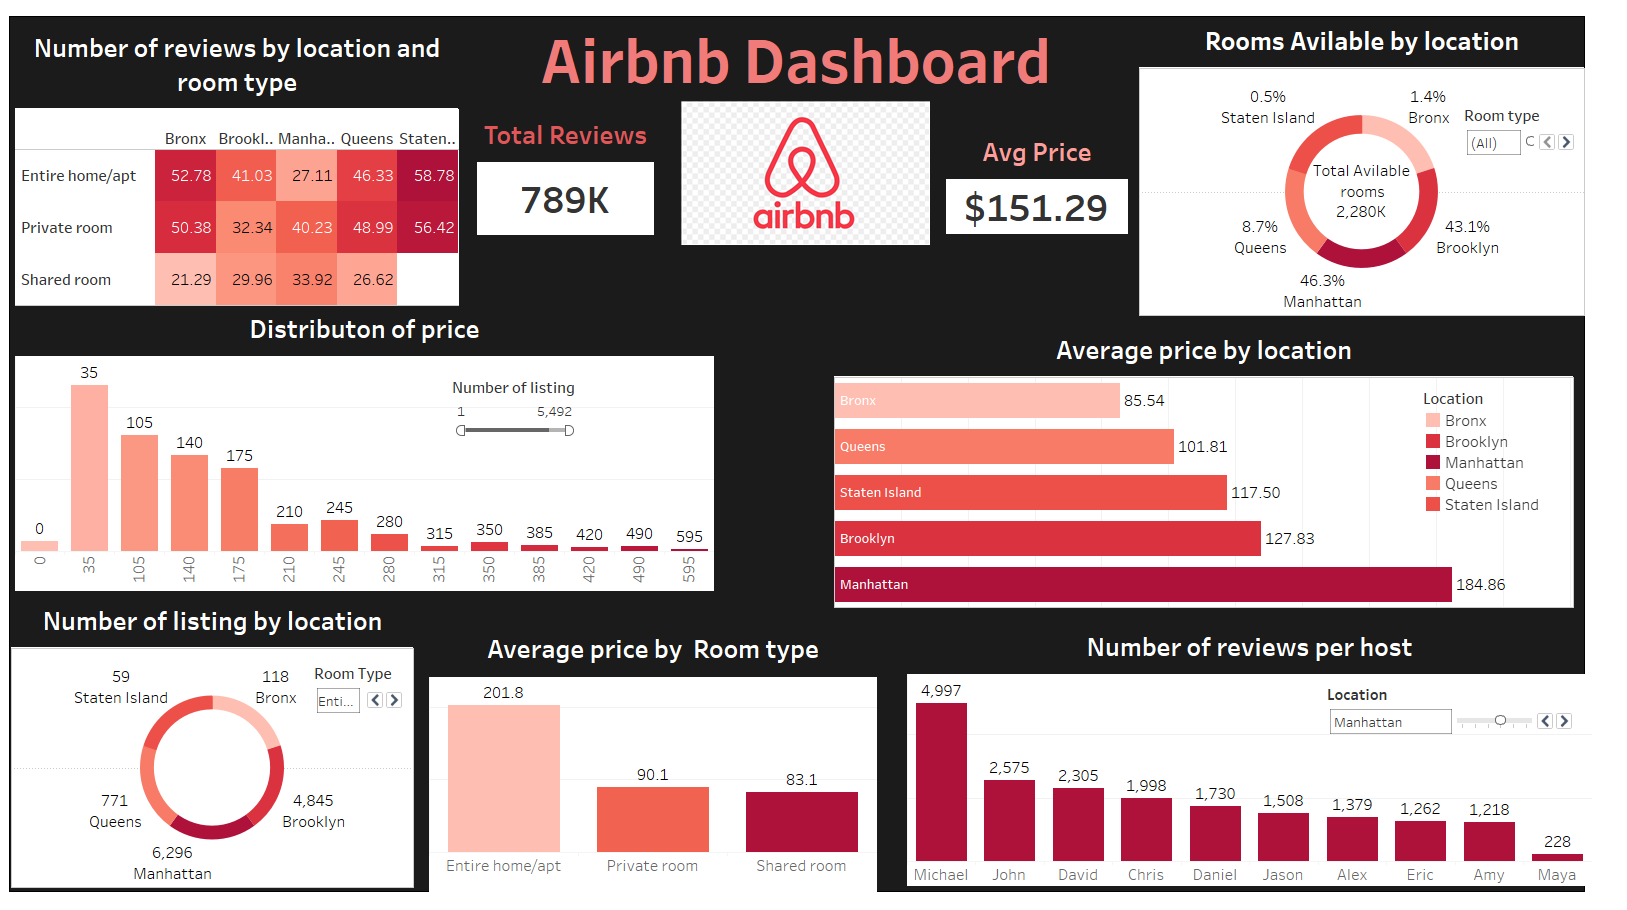 Number of reviews by location and
room type
Bronx Brookl.. Manha.. Queens Staten..
Entire home/apt 52.78 41.03 27.11 46.33 58.78
Private room 50.38 32.34 40.23 48.99 56.42
Shared room 21.29 29.96 33.92 26.62
Airbnb Dashboard
Total Reviews
789K
airbnb
Avg Price
$151.29
Rooms Avilable by location
0.5%
Staten Island
1.4%
Bronx
Room type
(All)
Total Avilable
rooms
2,280K
8.7%
Queens
43.1%
Brooklyn
46.3%
Manhattan
Distributon of price
Number of listing
1 5,492
0 35 105 140 175 210 245 280 315 350 385 420 490 595
0 35 105 140 175 210 245 280 315 350 385 420 490 595
Average price by location
Bronx 85.54
Queens 101.81
Staten Island 117.50
Brooklyn 127.83
Manhattan 184.86
Location
Bronx
Brooklyn
Manhattan
Queens
Staten Island
Number of listing by location
59
Staten Island
118
Bronx
Room Type
Enti...
771
Queens
4,845
Brooklyn
6,296
Manhattan
Average price by Room type
201.8 90.1 83.1
Entire home/apt Private room Shared room
Number of reviews per host
Location
Manhattan
4,997 2,575 2,305 1,998 1,730 1,508 1,379 1,262 1,218 228
Michael John David Chris Daniel Jason Alex Eric Amy Maya